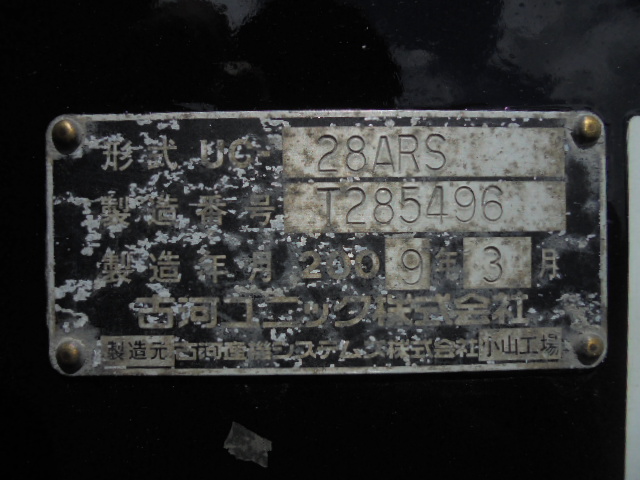 形式 UC- 28ARS
製造番号 T285496
製造年月 2009年3月
古河ユニック株式会社
製造元 古河産機システムズ株式会社 小山工場